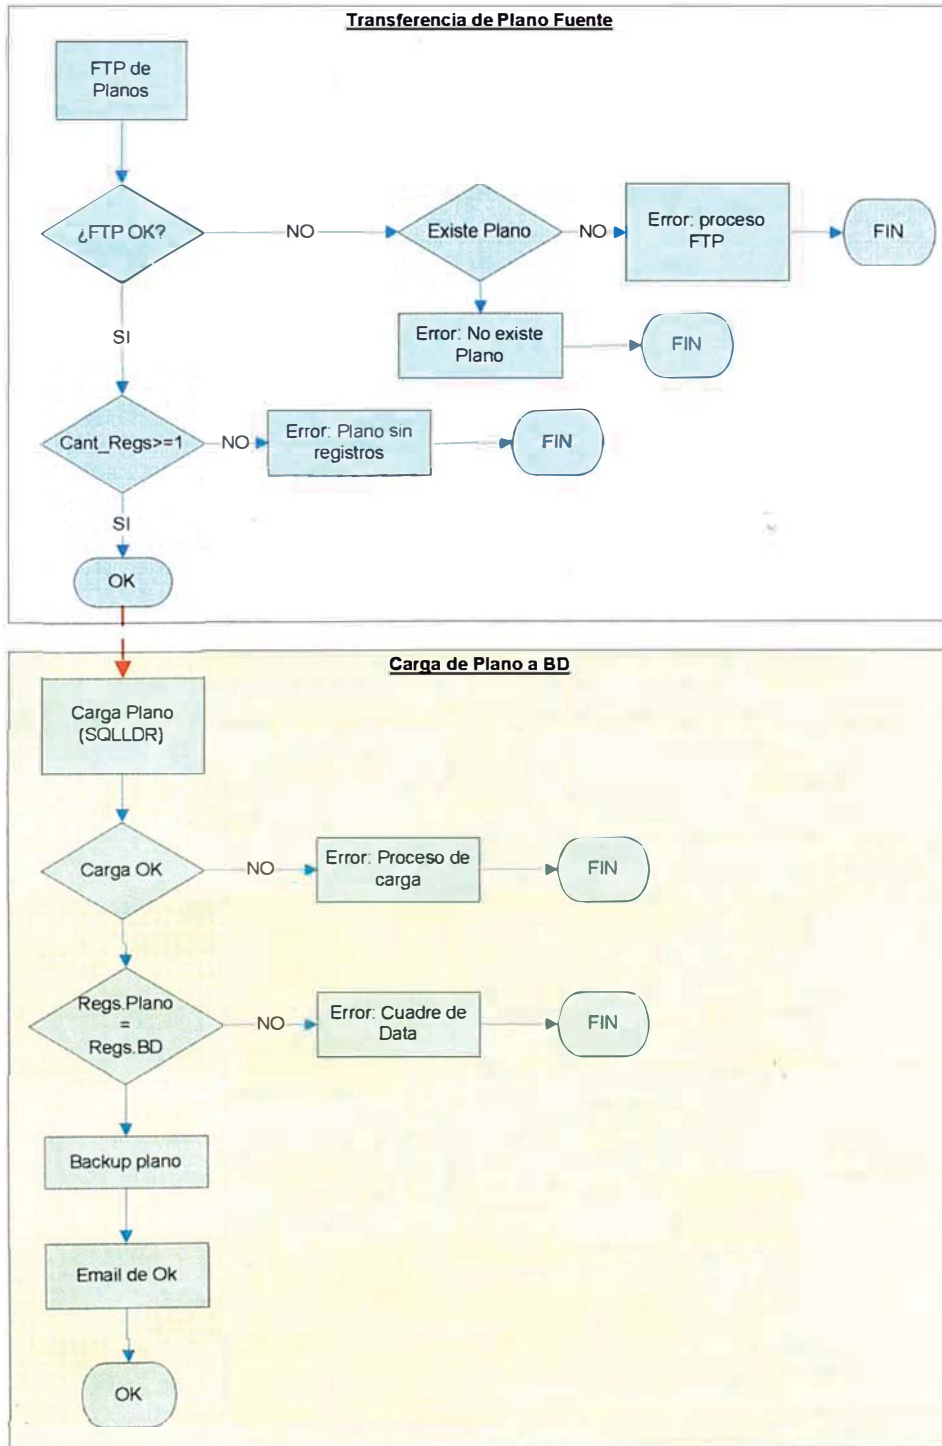 Transferencia de Plano Fuente
FTP de
Planos
¿FTP OK?
NO
Existe Plano
NO
Error: proceso
FTP
FIN
SI
Error: No existe
Plano
FIN
Cant_Regs>=1
NO
Error: Plano sin
registros
FIN
SI
OK
Carga de Plano a BD
Carga Plano
(SQLLDR)
Carga OK
NO
Error: Proceso de
carga
FIN
Regs.Plano
=
Regs.BD
NO
Error: Cuadre de
Data
FIN
Backup plano
Email de Ok
OK